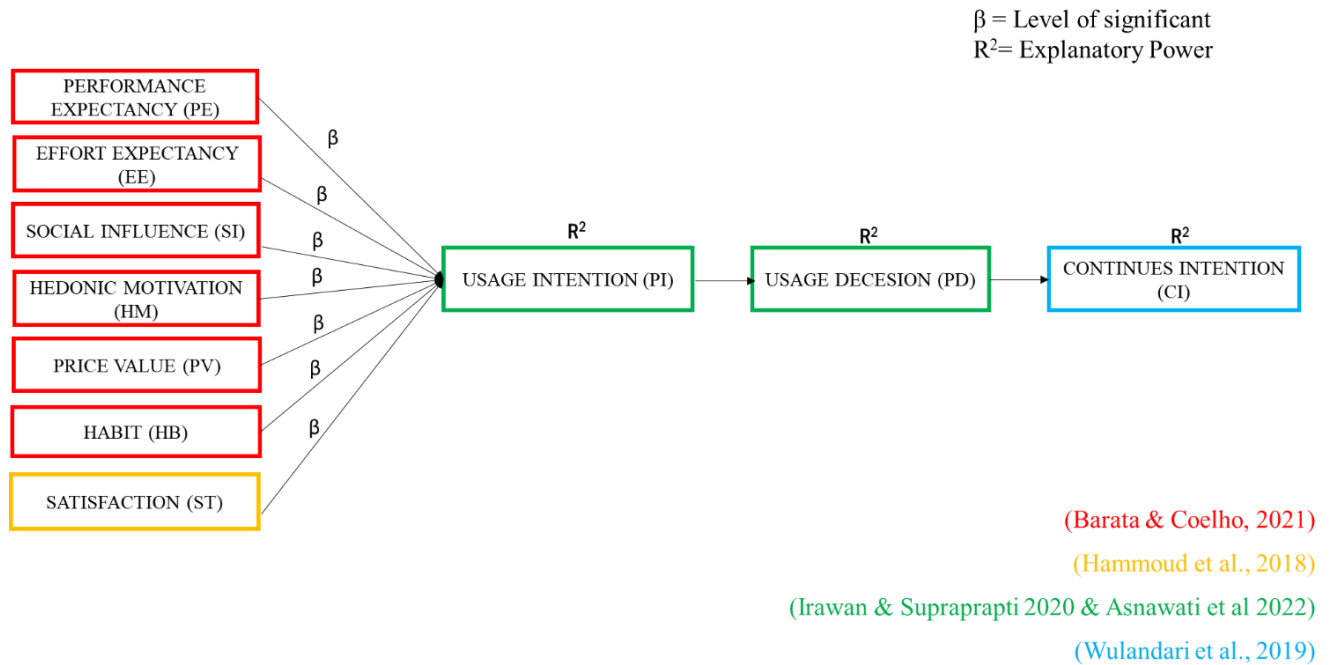 β = Level of significant
R²= Explanatory Power
PERFORMANCE
EXPECTANCY (PE)
β
EFFORT EXPECTANCY
(EE)
β
SOCIAL INFLUENCE (SI)
β
HEDONIC MOTIVATION
(HM)
β
PRICE VALUE (PV)
β
HABIT (HB)
β
SATISFACTION (ST)
β
R²
USAGE INTENTION (PI)
R²
USAGE DECESION (PD)
R²
CONTINUES INTENTION
(CI)
(Barata & Coelho, 2021)
(Hammoud et al., 2018)
(Irawan & Supraprapti 2020 & Asnawati et al 2022)
(Wulandari et al., 2019)